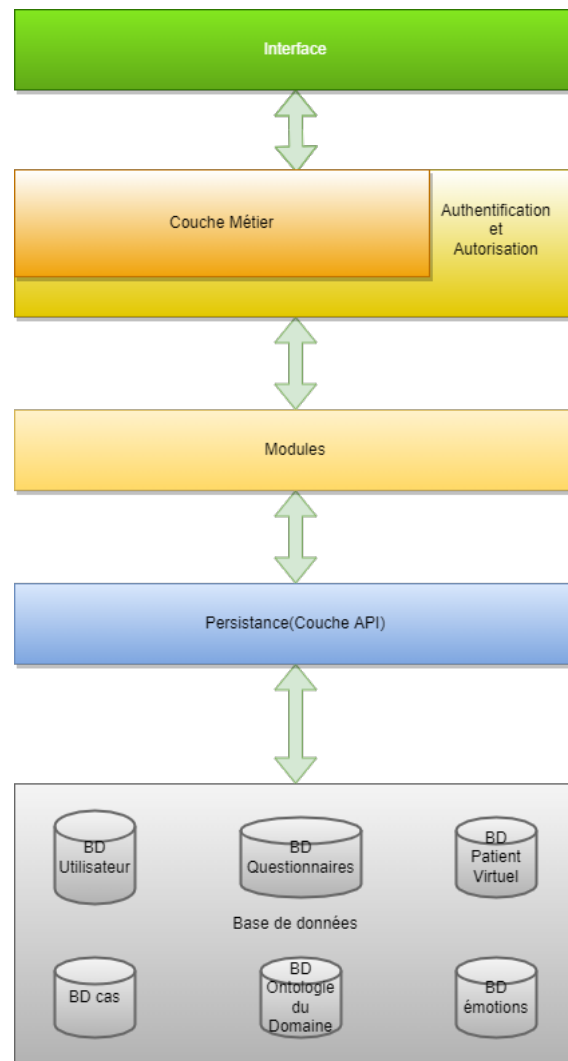 Interface
Couche Métier
Authentification
et
Autorisation
Modules
Persistance(Couche API)
BD
Utilisateur
BD
Questionnaires
BD
Patient
Virtuel
Base de données
BD cas
BD
Ontologie
du
Domaine
BD
émotions